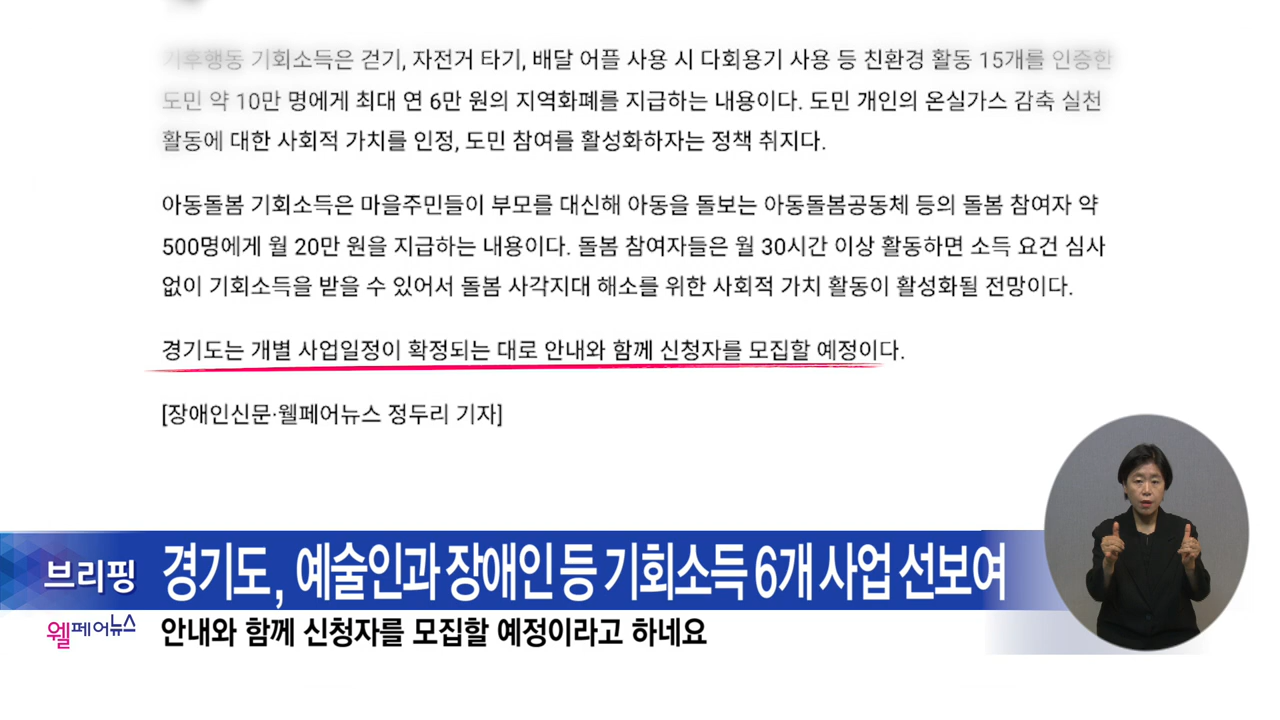 기후행동 기회소득은 걷기, 자전거 타기, 배달 어플 사용 시 다회용기 사용 등 친환경 활동 15개를 인증한
도민 약 10만 명에게 최대 연 6만 원의 지역화폐를 지급하는 내용이다. 도민 개인의 온실가스 감축 실천
활동에 대한 사회적 가치를 인정, 도민 참여를 활성화하자는 정책 취지다.
아동돌봄 기회소득은 마을주민들이 부모를 대신해 아동을 돌보는 아동돌봄공동체 등의 돌봄 참여자 약
500명에게 월 20만 원을 지급하는 내용이다. 돌봄 참여자들은 월 30시간 이상 활동하면 소득 요건 심사
없이 기회소득을 받을 수 있어서 돌봄 사각지대 해소를 위한 사회적 가치 활동이 활성화될 전망이다.
경기도는 개별 사업일정이 확정되는 대로 안내와 함께 신청자를 모집할 예정이다.
[장애인신문·웰페어뉴스 정두리 기자]
브리핑 경기도, 예술인과 장애인 등 기회소득 6개 사업 선보여
웰페어뉴스 안내와 함께 신청자를 모집할 예정이라고 하네요